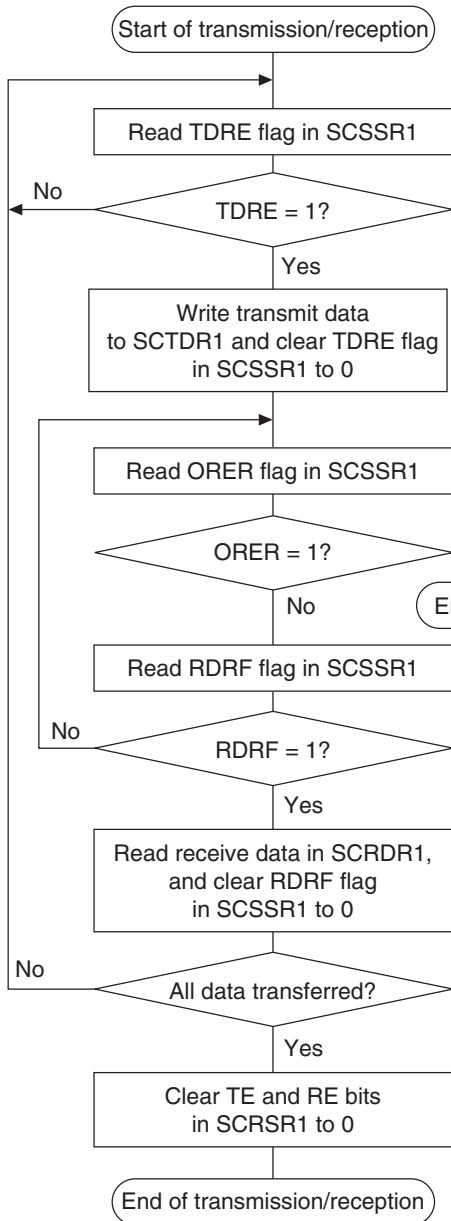 Start of transmission/reception
Read TDRE flag in SCSSR1
No
TDRE = 1?
Yes
Write transmit data
to SCTDR1 and clear TDRE flag
in SCSSR1 to 0
Read ORER flag in SCSSR1
ORER = 1?
No
Read RDRF flag in SCSSR1
No
RDRF = 1?
Yes
Read receive data in SCRDR1,
and clear RDRF flag
in SCSSR1 to 0
No
All data transferred?
Yes
Clear TE and RE bits
in SCRSR1 to 0
End of transmission/reception